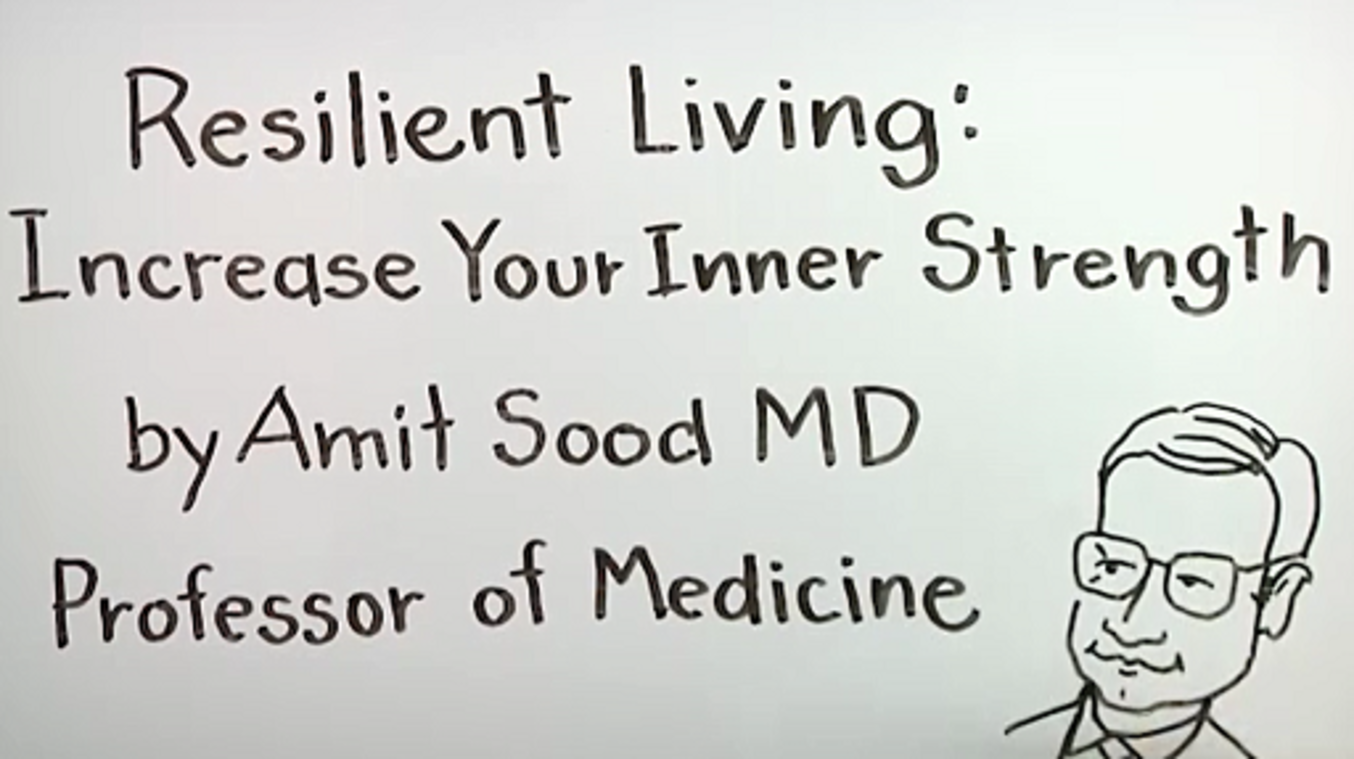 Resilient Living:
Increase Your Inner Strength
by Amit Sood MD
Professor of Medicine